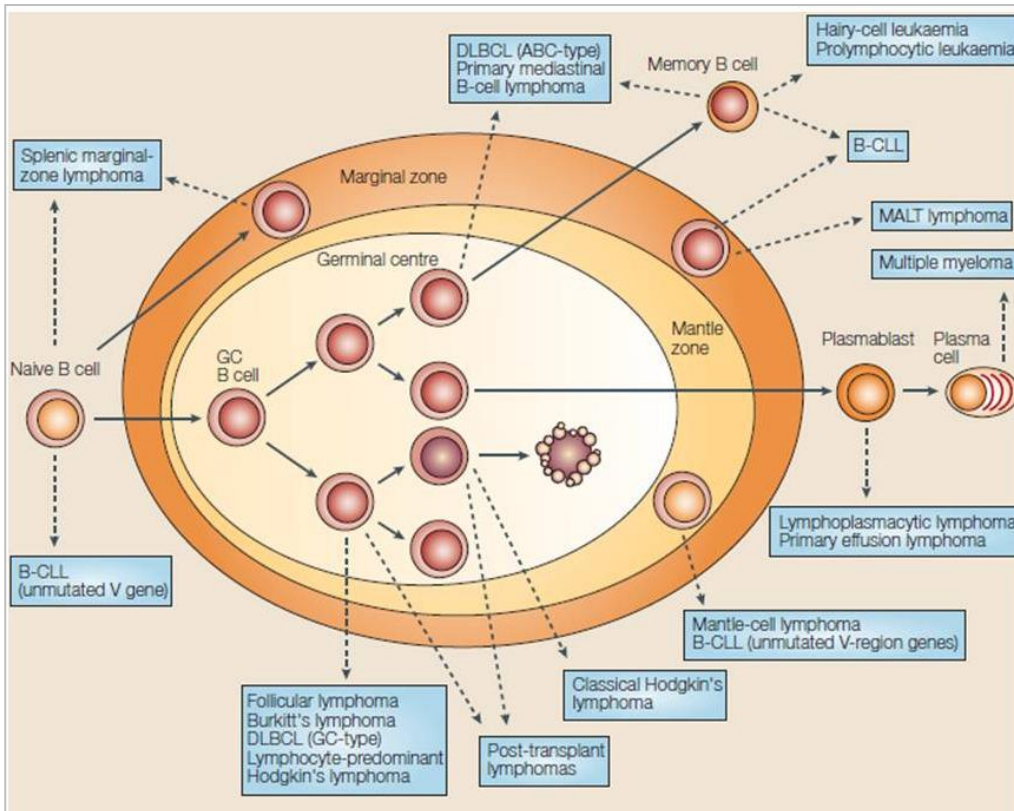 Hairy-cell leukaemia
Prolymphocytic leukaemia
DLBCL (ABC-type)
Primary mediastinal
B-cell lymphoma
Memory B cell
B-CLL
Splenic marginal-
zone lymphoma
Marginal zone
MALT lymphoma
Multiple myeloma
Germinal centre
Mantle
zone
Plasmablast
Plasma
cell
Naive B cell
GC
B cell
B-CLL
(unmutated V gene)
Lymphoplasmacytic lymphoma
Primary effusion lymphoma
Mantle-cell lymphoma
B-CLL (unmutated V-region genes)
Classical Hodgkin's
lymphoma
Follicular lymphoma
Burkitt's lymphoma
DLBCL (GC-type)
Lymphocyte-predominant
Hodgkin's lymphoma
Post-transplant
lymphomas